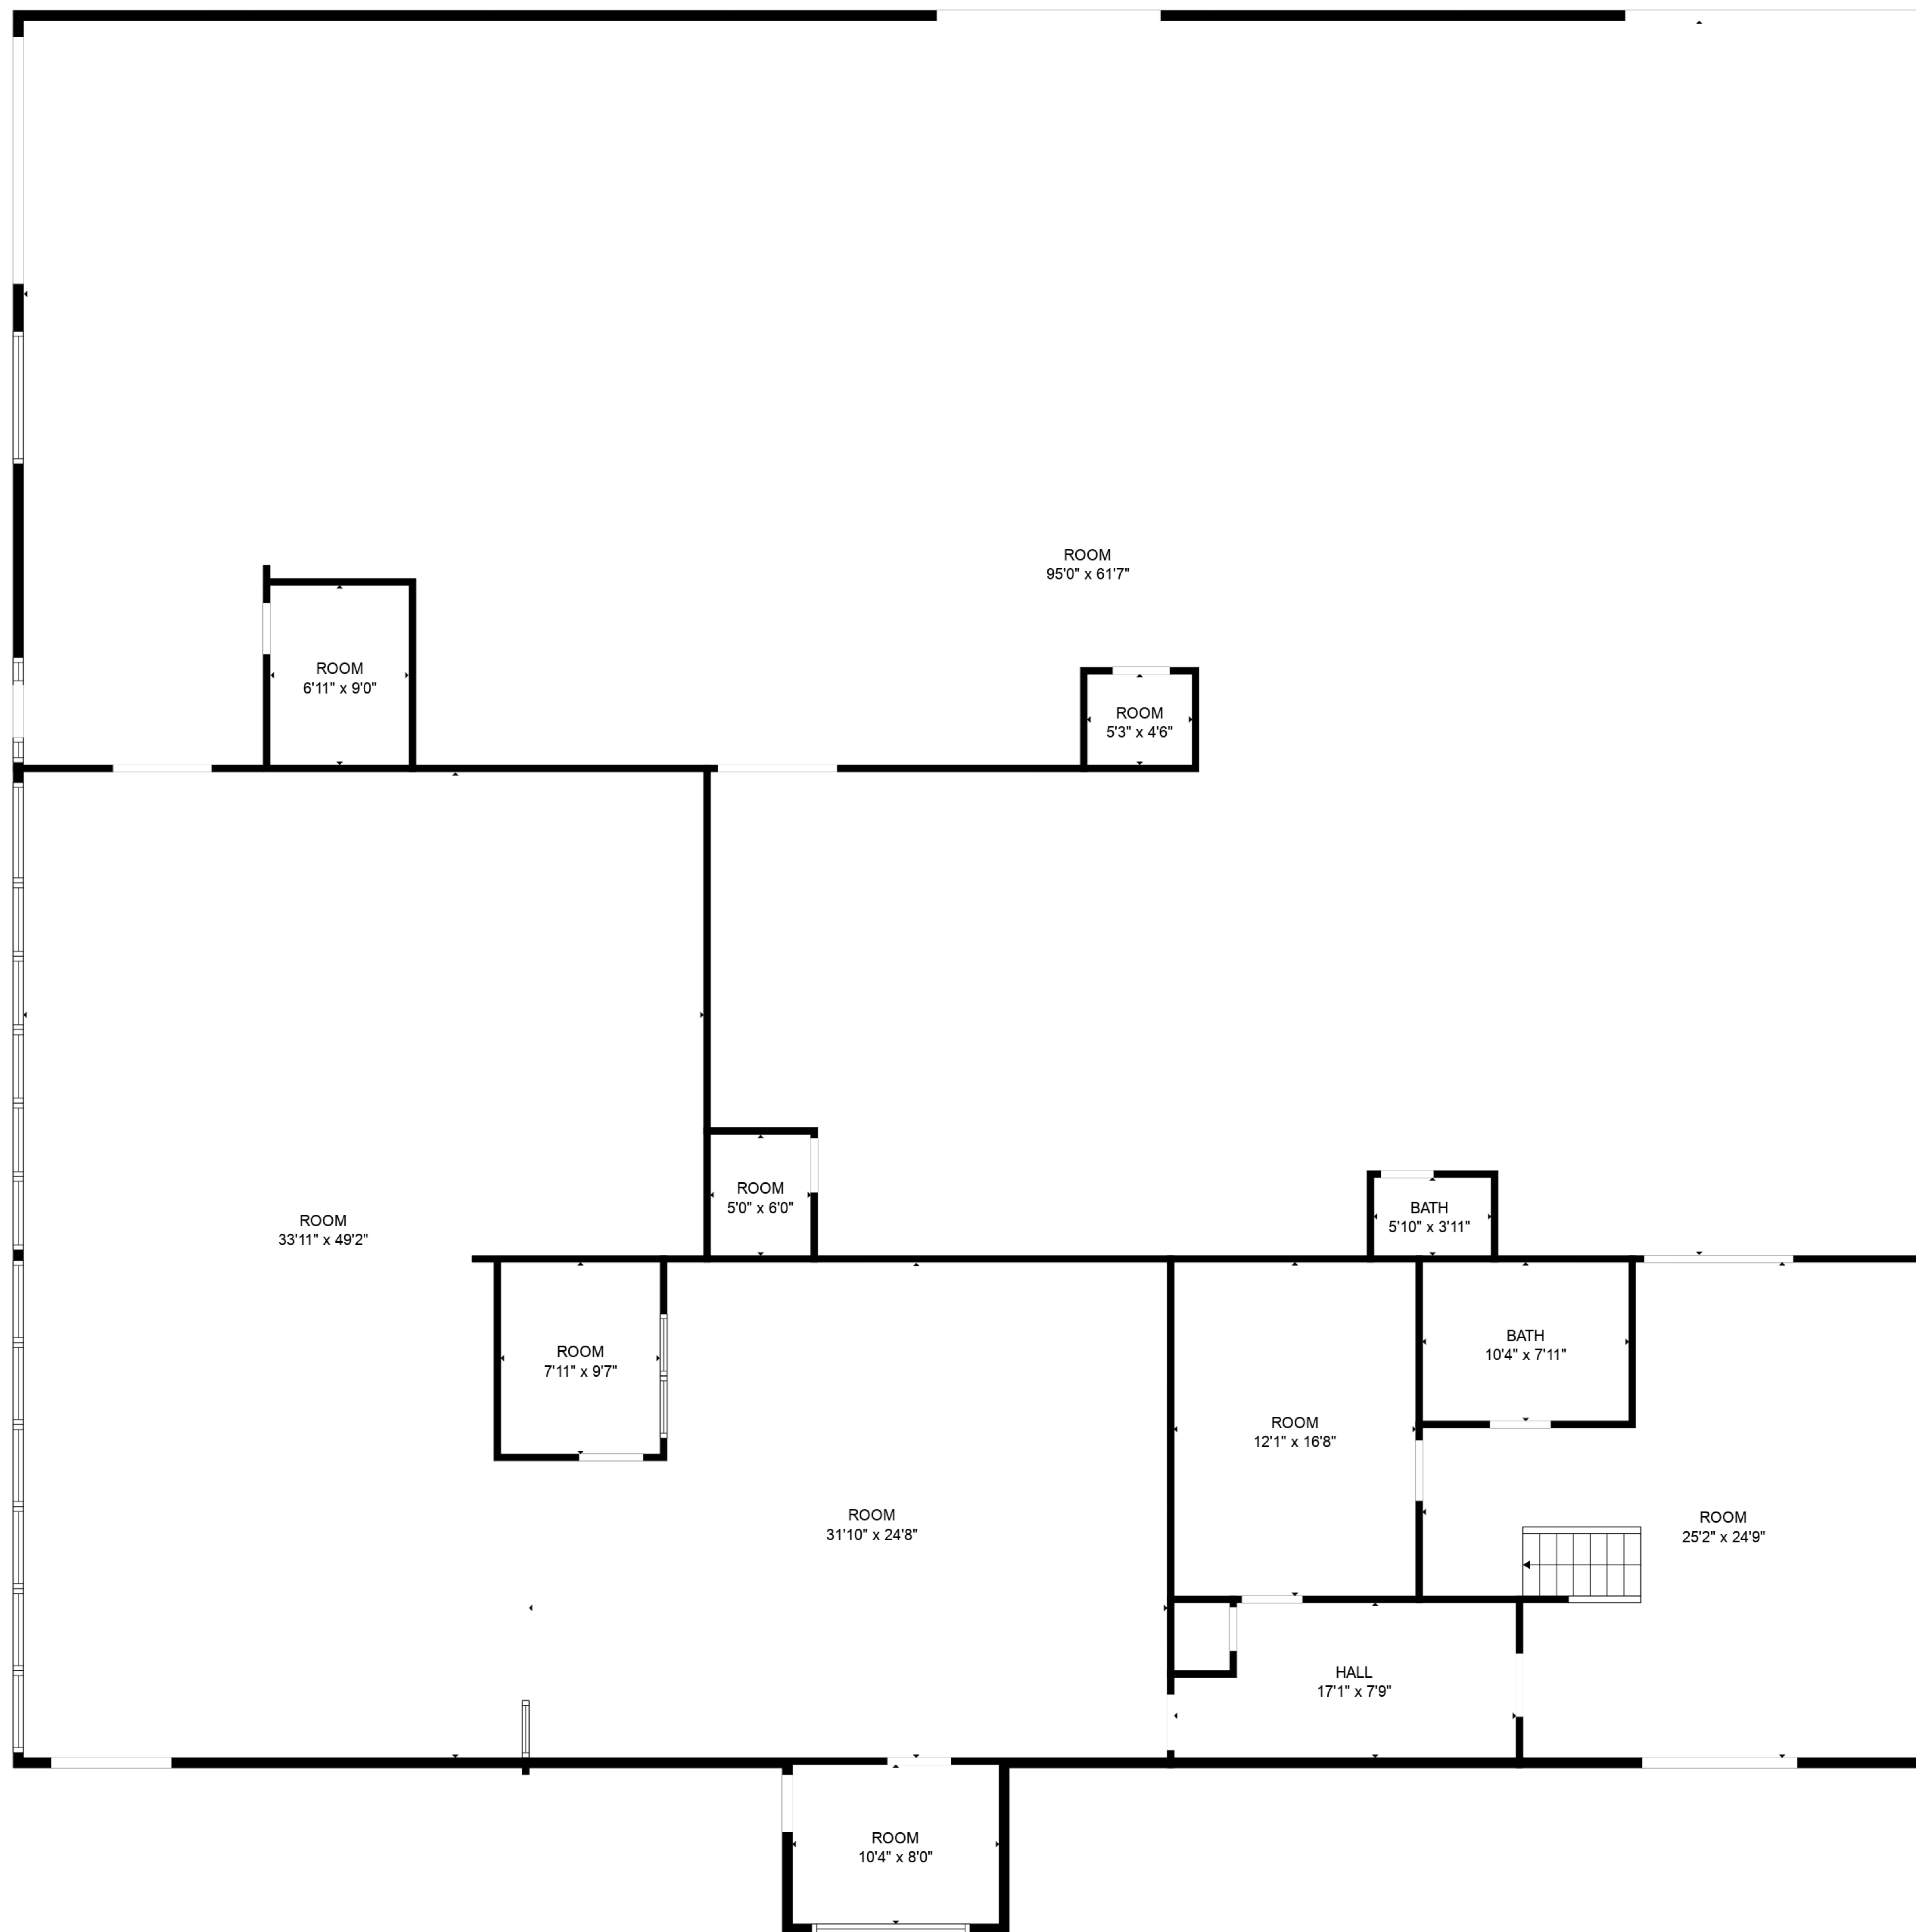 ROOM
95'0" x 61'7"
ROOM
6'11" x 9'0"
ROOM
5'3" x 4'6"
ROOM
5'0" x 6'0"
BATH
5'10" x 3'11"
ROOM
33'11" x 49'2"
ROOM
7'11" x 9'7"
BATH
10'4" x 7'11"
ROOM
12'1" x 16'8"
ROOM
31'10" x 24'8"
ROOM
25'2" x 24'9"
HALL
17'1" x 7'9"
ROOM
10'4" x 8'0"